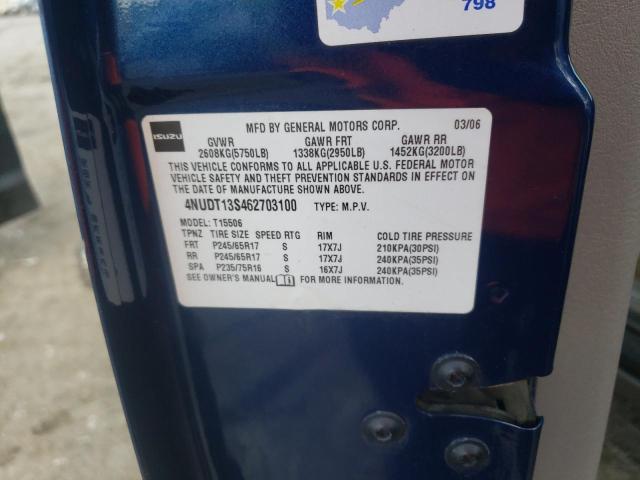 798
ISUZU
MFD BY GENERAL MOTORS CORP. 03/06
GVWR GAWR FRT GAWR RR
2608KG(5750LB) 1338KG(2950LB) 1452KG(3200LB)
THIS VEHICLE CONFORMS TO ALL APPLICABLE U.S. FEDERAL MOTOR
VEHICLE SAFETY AND THEFT PREVENTION STANDARDS IN EFFECT ON
THE DATE OF MANUFACTURE SHOWN ABOVE.
4NUDT13S462703100 TYPE: M.P.V.
MODEL: T15506
TPNZ TIRE SIZE SPEED RTG RIM COLD TIRE PRESSURE
FRT P245/65R17 S 17X7J 210KPA(30PSI)
RR P245/65R17 S 17X7J 240KPA(35PSI)
SPA P235/75R16 S 16X7J 240KPA(35PSI)
SEE OWNER'S MANUAL FOR MORE INFORMATION.